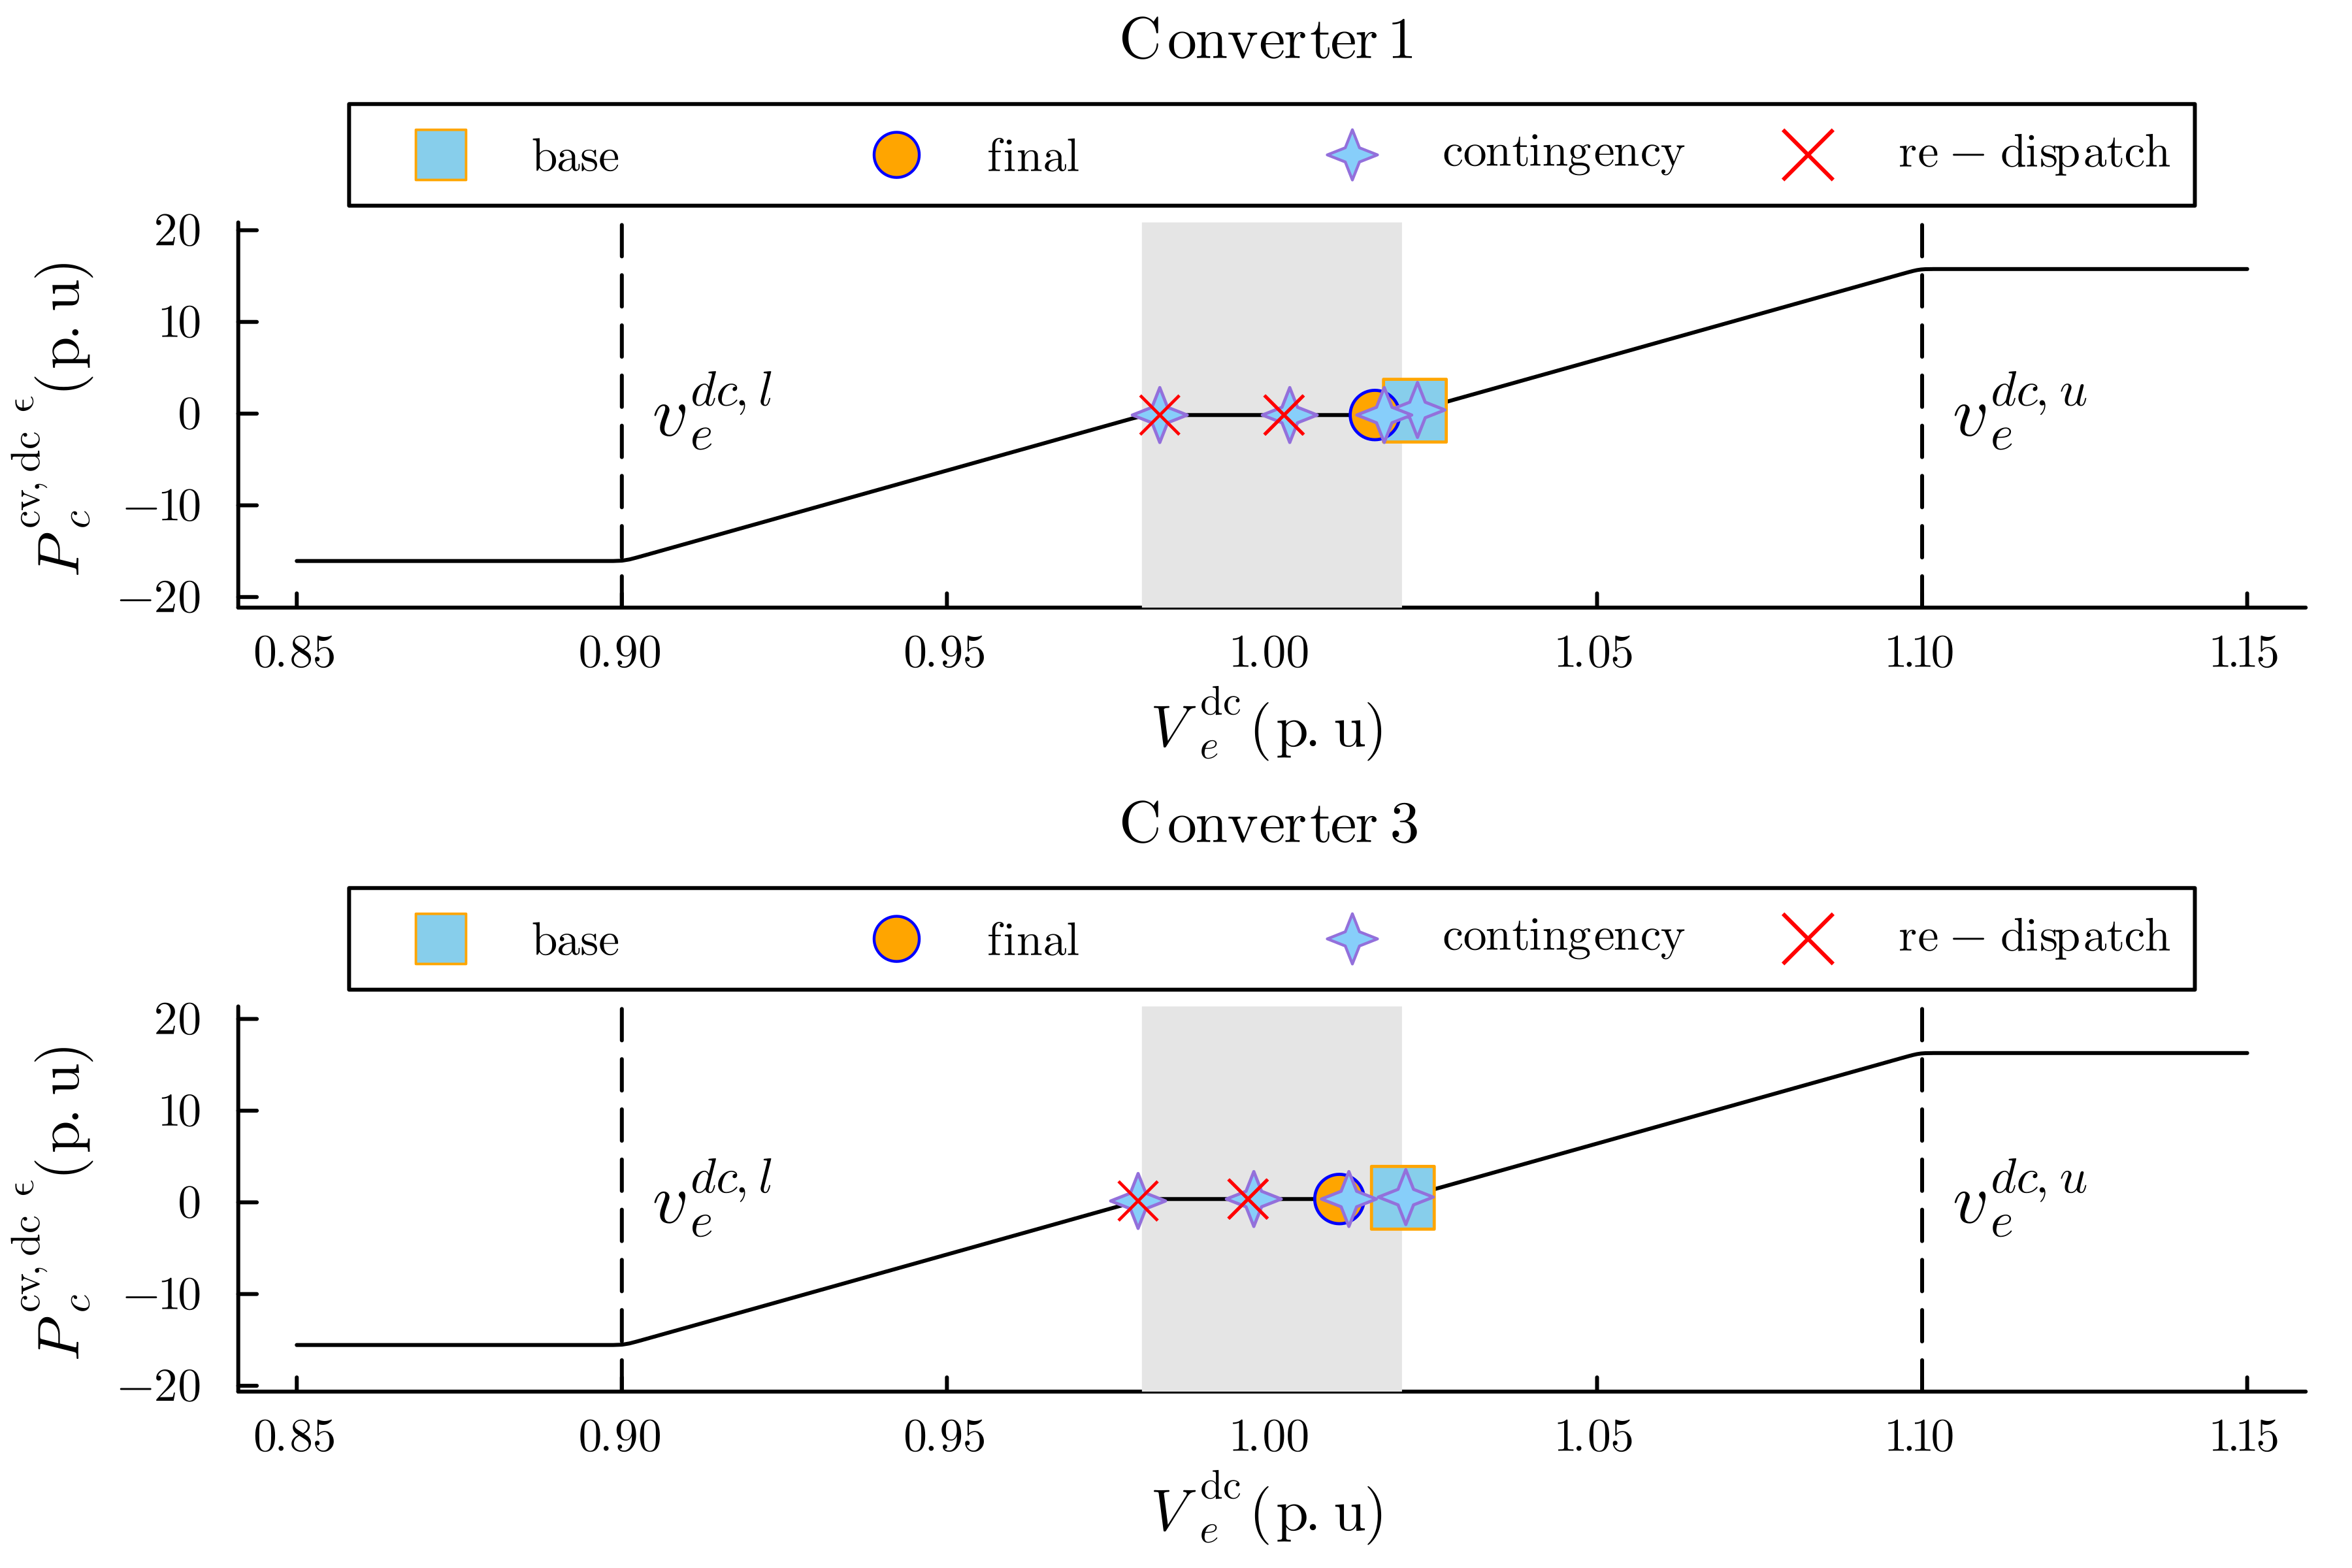 Converter 1
base final contingency re − dispatch
20
10
0
−10
−20
P_c^{cv, dc ϵ} (p. u)
v_e^{dc, l}
v_e^{dc, u}
0.85 0.90 0.95 1.00 1.05 1.10 1.15
V_e^{dc} (p. u)
Converter 3
base final contingency re − dispatch
20
10
0
−10
−20
P_c^{cv, dc ϵ} (p. u)
v_e^{dc, l}
v_e^{dc, u}
0.85 0.90 0.95 1.00 1.05 1.10 1.15
V_e^{dc} (p. u)